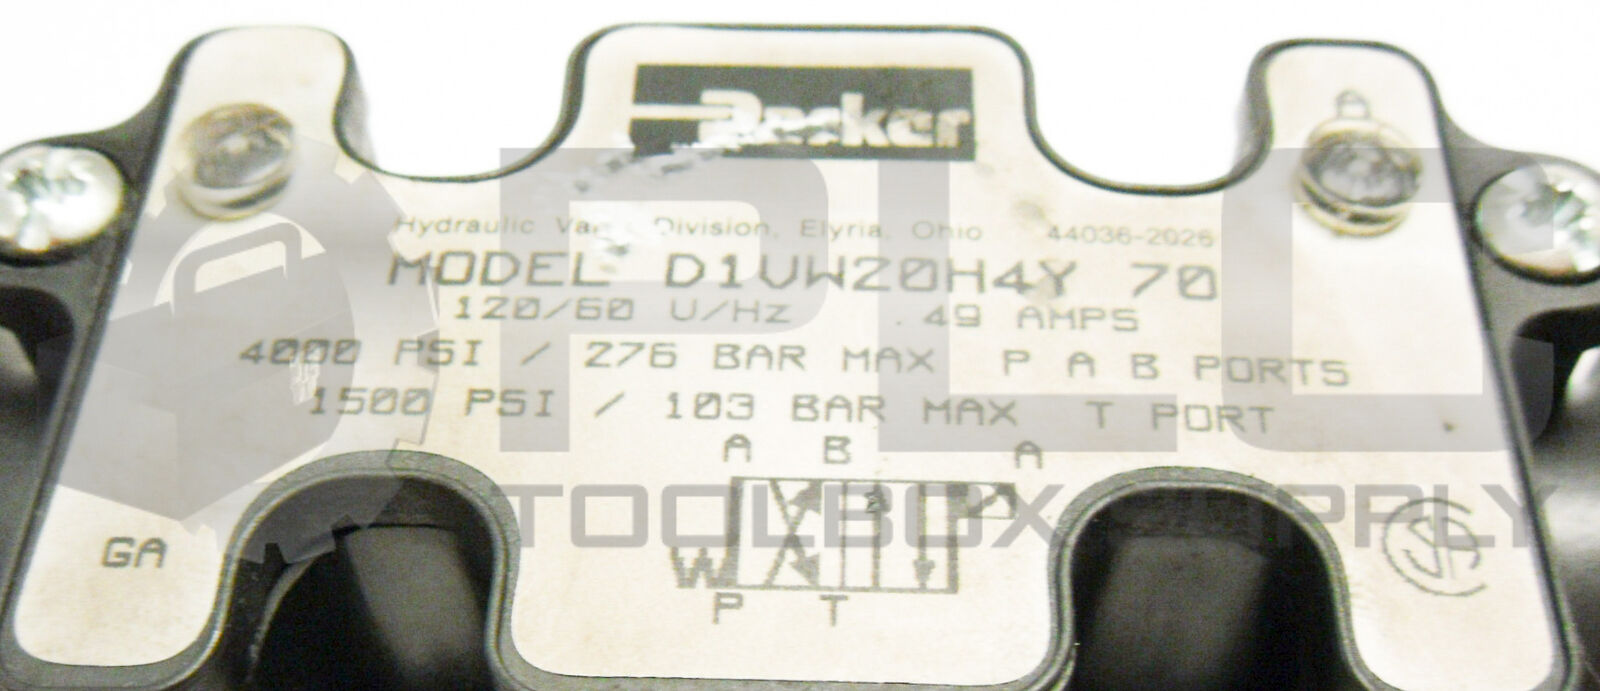 Parker
Hydraulic Division, Elyria, Ohio 44036-2026
MODEL D1VW20H4Y 70
120/60 V/Hz .49 AMPS
4000 PSI / 276 BAR MAX P A B PORTS
1500 PSI / 103 BAR MAX T PORT
A B A
W
P T
GA
PLC
TOOLBOX SUPPLY